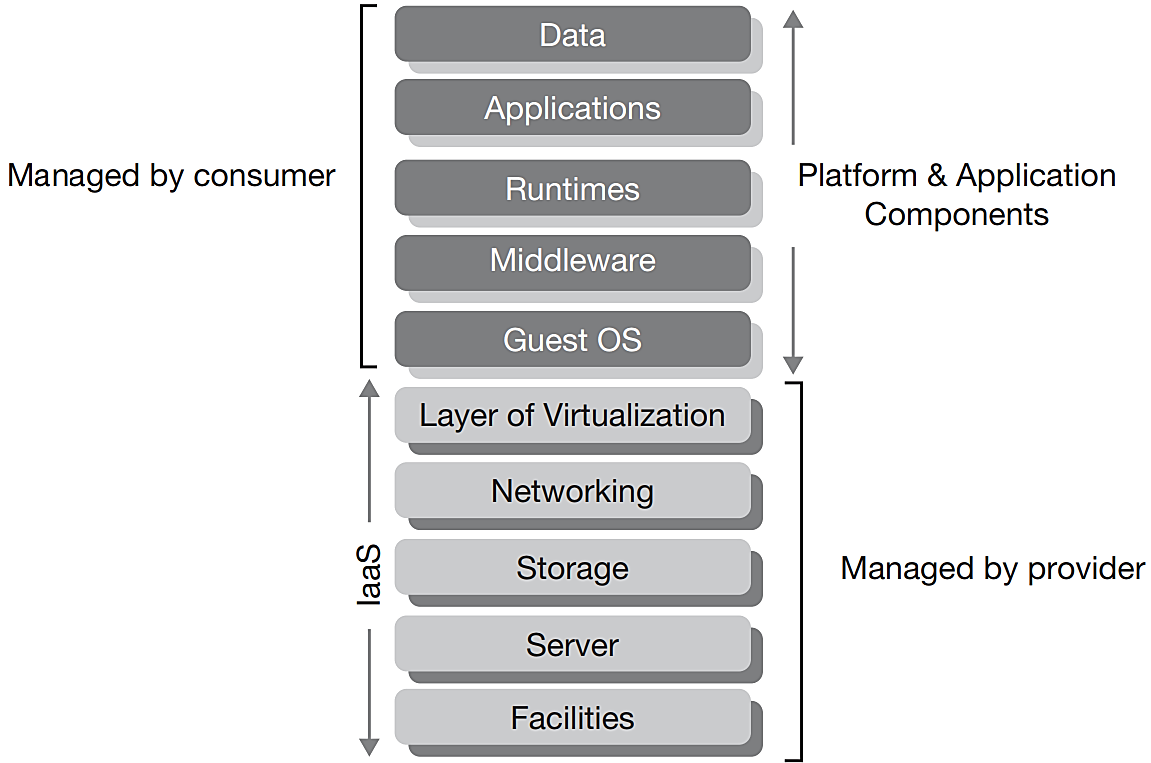 Data
Applications
Managed by consumer
Platform & Application
Components
Runtimes
Middleware
Guest OS
Layer of Virtualization
Networking
IaaS
Storage
Managed by provider
Server
Facilities